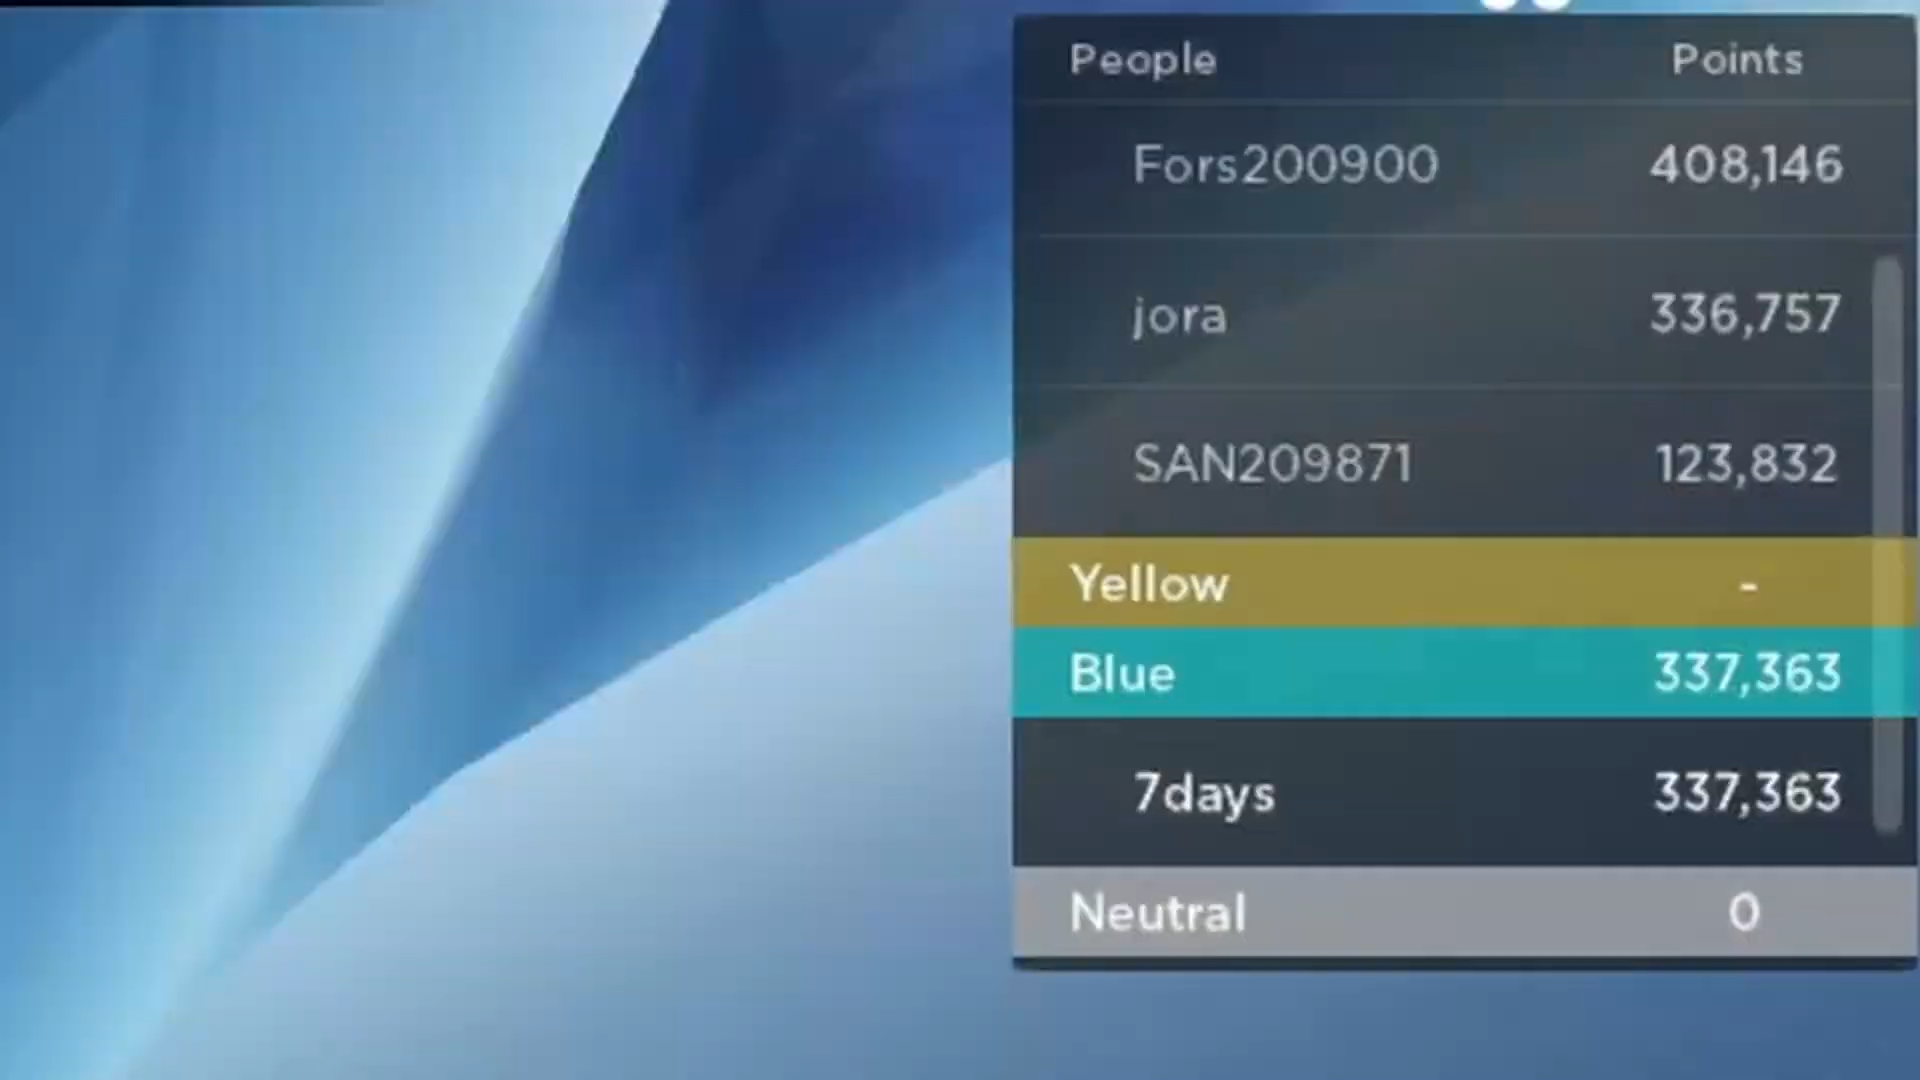 People Points
Fors200900 408,146
jora 336,757
SAN209871 123,832
Yellow -
Blue 337,363
7days 337,363
Neutral 0